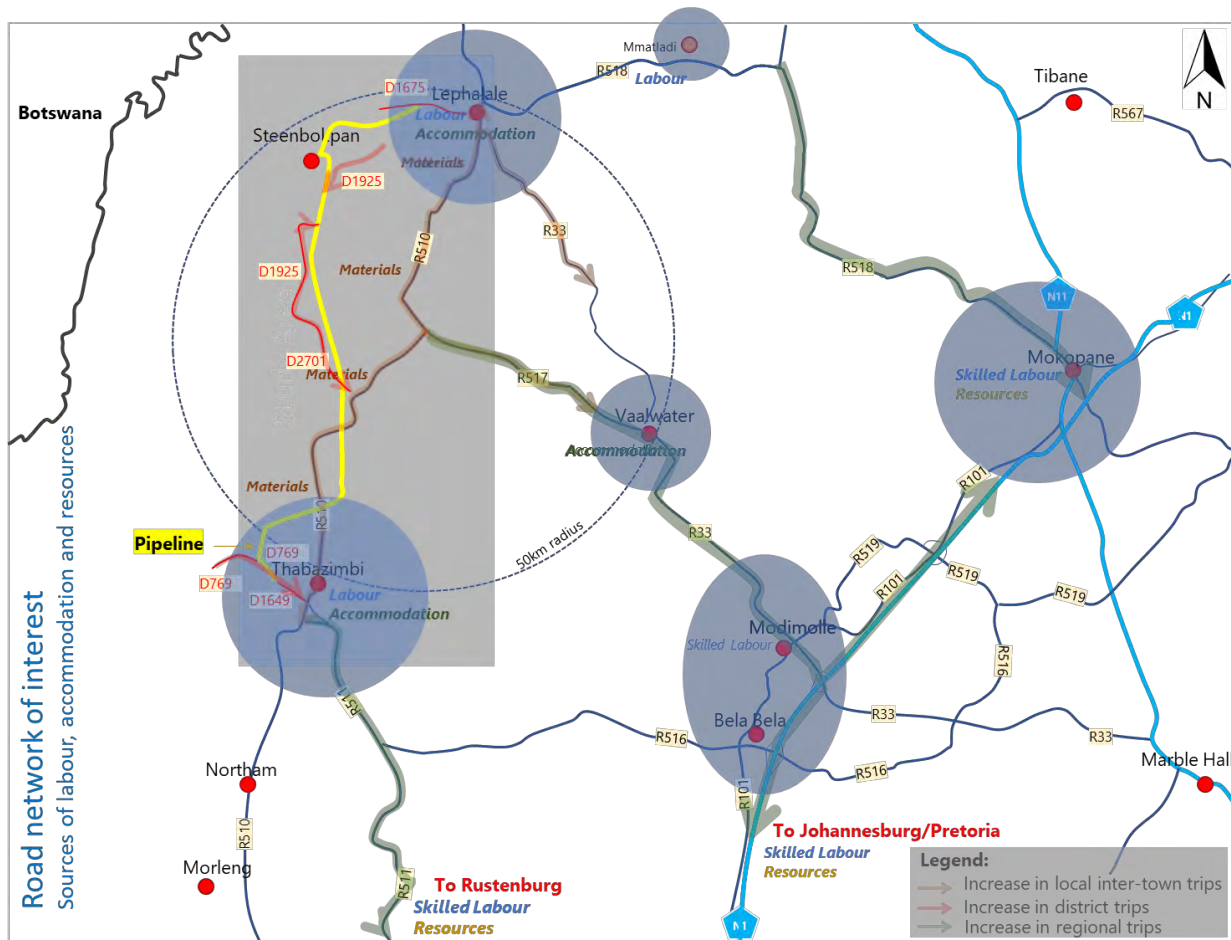 Mmatladi
R518
Labour
Tibane
R567
N
Botswana
D1675
Lephalale
Labour
Accommodation
Materials
Steenbokpan
D1925
R33
R510
Materials
D1925
R518
N11
N1
D2701
Materials
R517
Mokopane
Skilled Labour
Resources
Vaalwater
Accommodation
R101
Materials
R510
R33
50km radius
Pipeline
D769
R519
R519
R101
R519
D769
Thabazimbi
D1649
Labour
Accommodation
Modimolle
Skilled Labour
R516
R511
Bela Bela
R33
R33
R516
R516
Northam
R101
Marble Hall
R510
To Johannesburg/Pretoria
Skilled Labour
Resources
Morleng
R511
To Rustenburg
Skilled Labour
Resources
N1
Legend:
Increase in local inter-town trips
Increase in district trips
Increase in regional trips
Road network of interest
Sources of labour, accommodation and resources